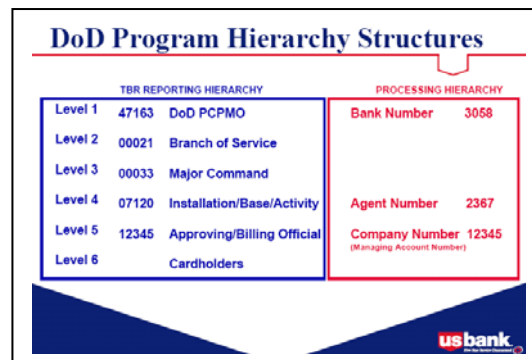 DoD Program Hierarchy Structures
TBR REPORTING HIERARCHY
Level 1 47163 DoD PCPMO
Level 2 00021 Branch of Service
Level 3 00033 Major Command
Level 4 07120 Installation/Base/Activity
Level 5 12345 Approving/Billing Official
Level 6 Cardholders
PROCESSING HIERARCHY
Bank Number 3058
Agent Number 2367
Company Number 12345
(Managing Account Number)
usbank